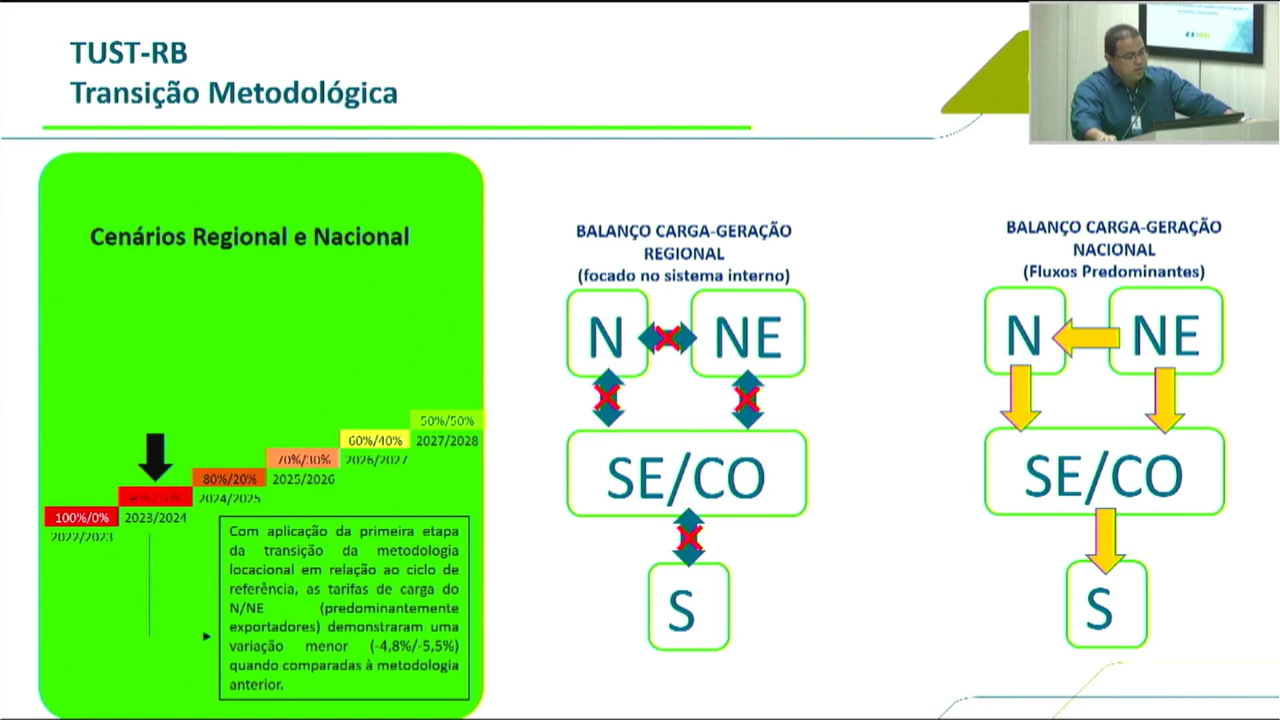 TUST-RB
Transição Metodológica
Cenários Regional e Nacional
50%/50%
2027/2028
60%/40%
2026/2027
70%/30%
2025/2026
80%/20%
2024/2025
2023/2024
100%/0%
2022/2023
Com aplicação da primeira etapa
da transição da metodologia
locacional em relação ao ciclo de
referência, as tarifas de carga do
N/NE (predominantemente
exportadores) demonstraram uma
variação menor (-4,8%/-5,5%)
quando comparadas à metodologia
anterior.
BALANÇO CARGA-GERAÇÃO
REGIONAL
(focado no sistema interno)
N
NE
SE/CO
S
BALANÇO CARGA-GERAÇÃO
NACIONAL
(Fluxos Predominantes)
N
NE
SE/CO
S